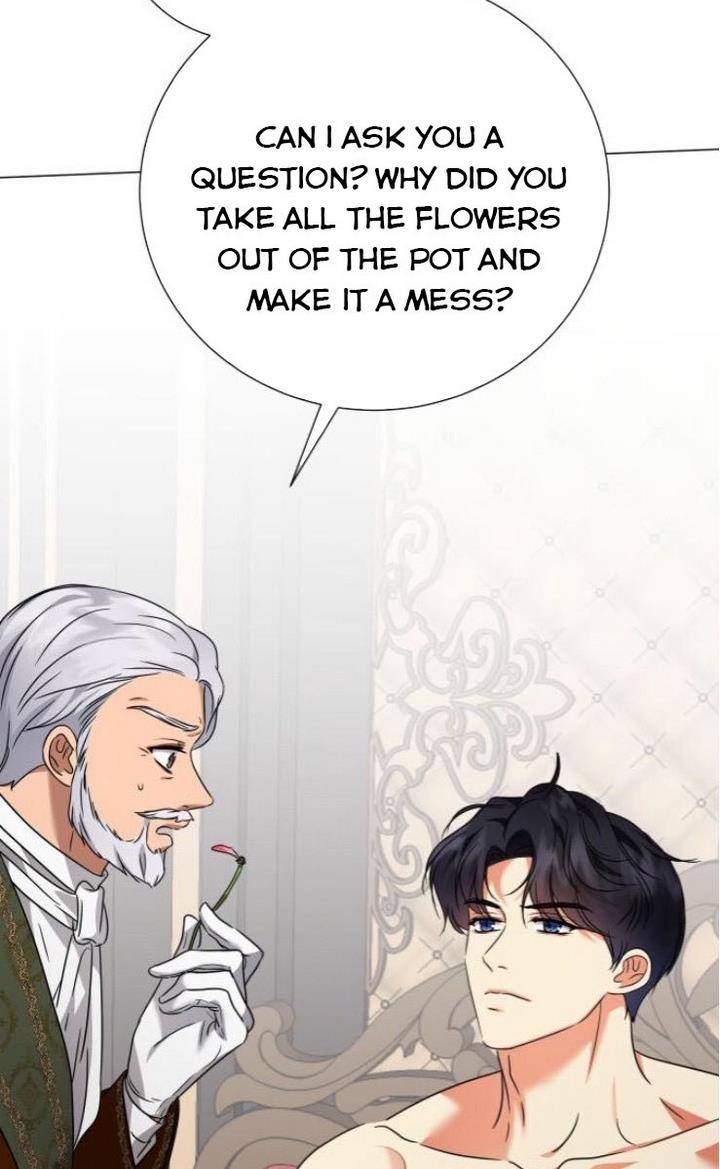 CAN I ASK YOU A
QUESTION? WHY DID YOU
TAKE ALL THE FLOWERS
OUT OF THE POT AND
MAKE IT A MESS?